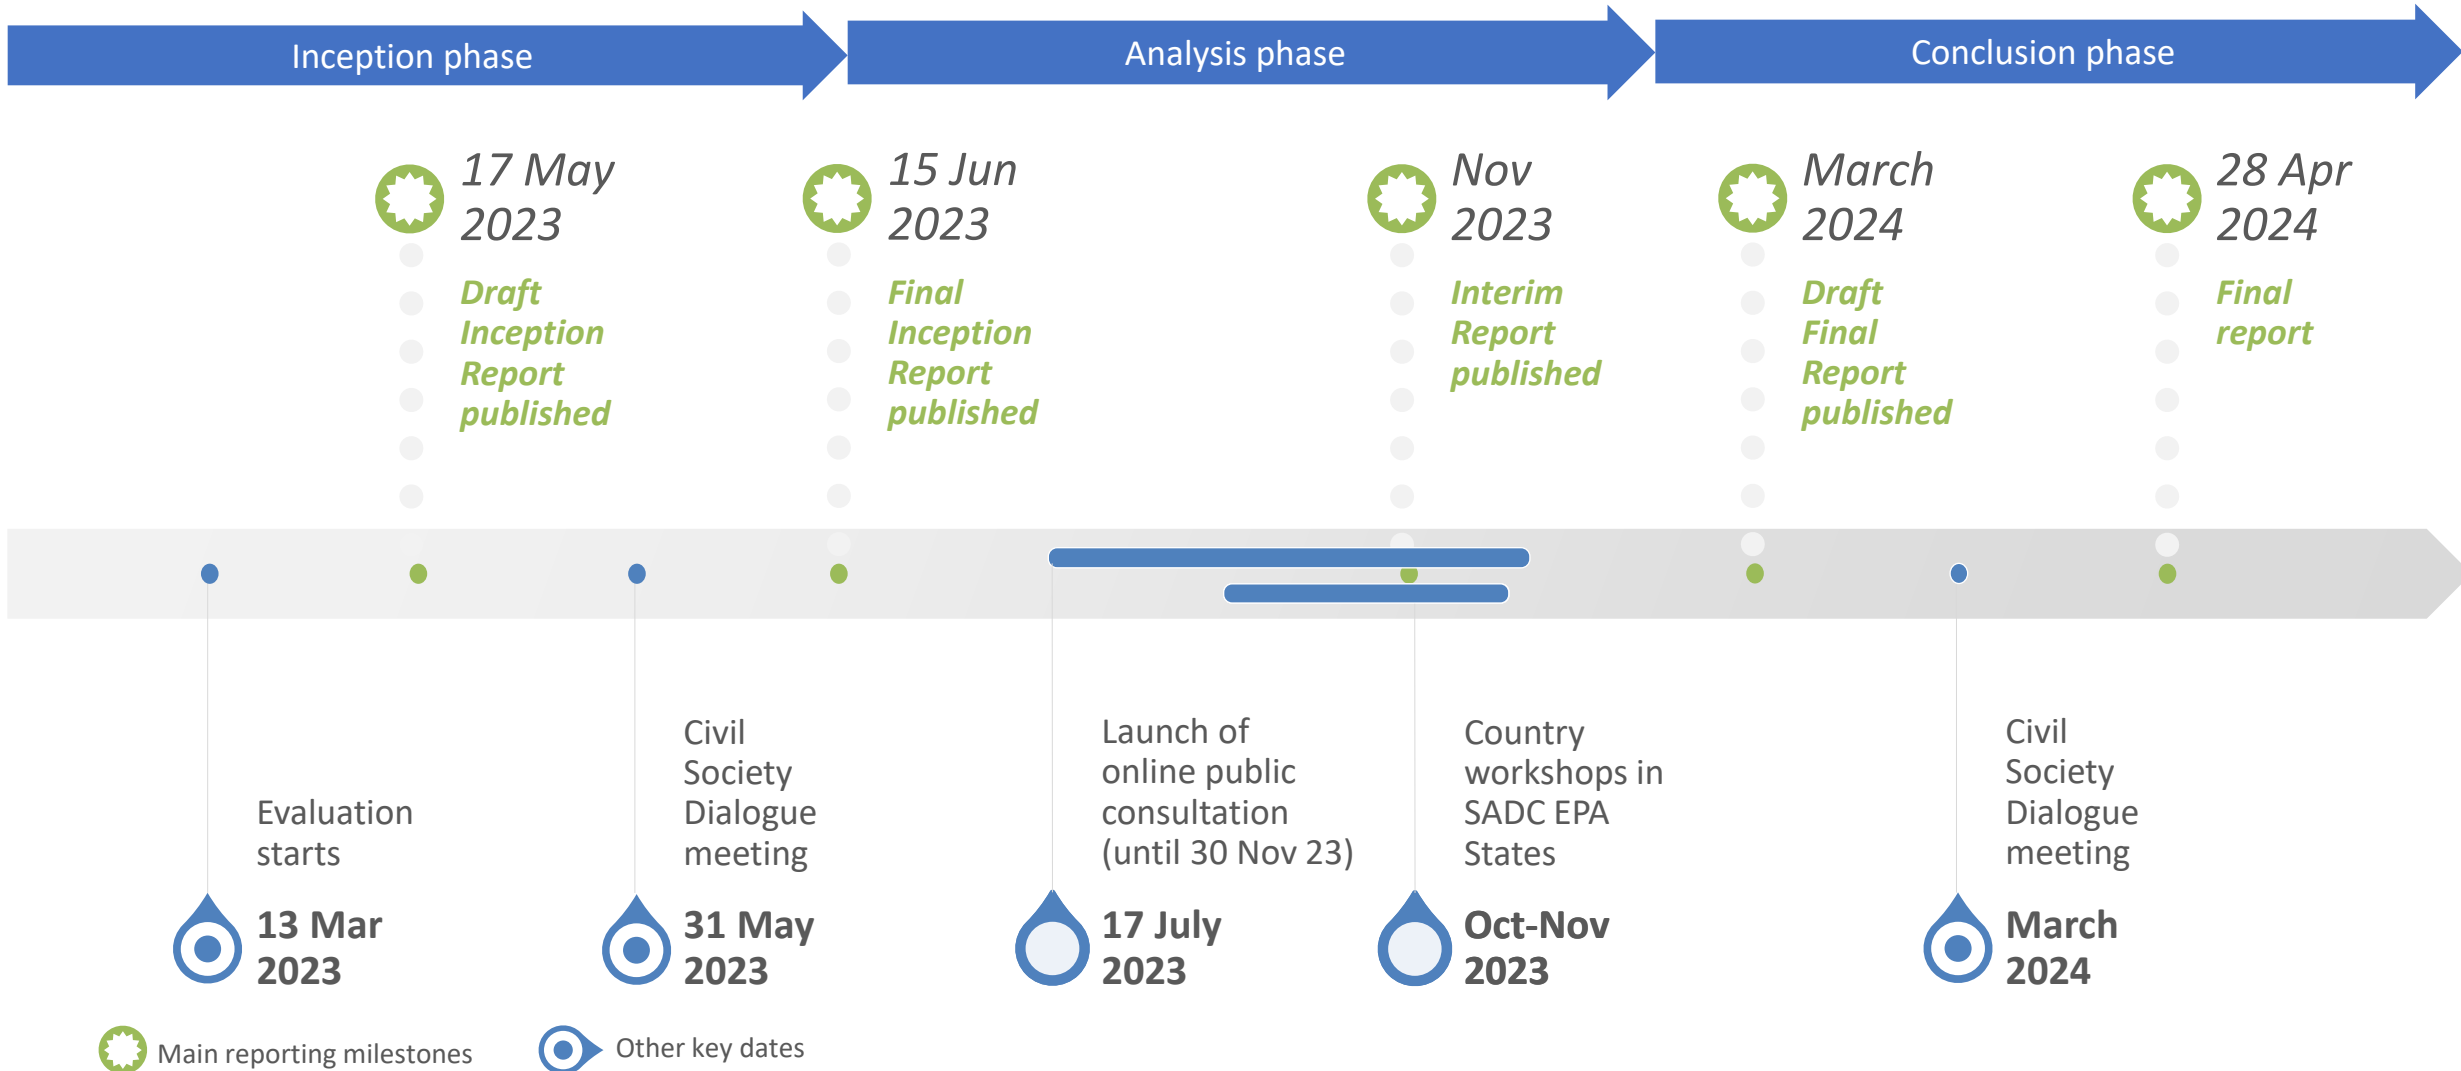 Inception phase
Analysis phase
Conclusion phase
17 May
2023
Draft
Inception
Report
published
15 Jun
2023
Final
Inception
Report
published
Nov
2023
Interim
Report
published
March
2024
Draft
Final
Report
published
28 Apr
2024
Final
report
Evaluation
starts
13 Mar
2023
Civil
Society
Dialogue
meeting
31 May
2023
Launch of
online public
consultation
(until 30 Nov 23)
17 July
2023
Country
workshops in
SADC EPA
States
Oct-Nov
2023
Civil
Society
Dialogue
meeting
March
2024
Main reporting milestones
Other key dates